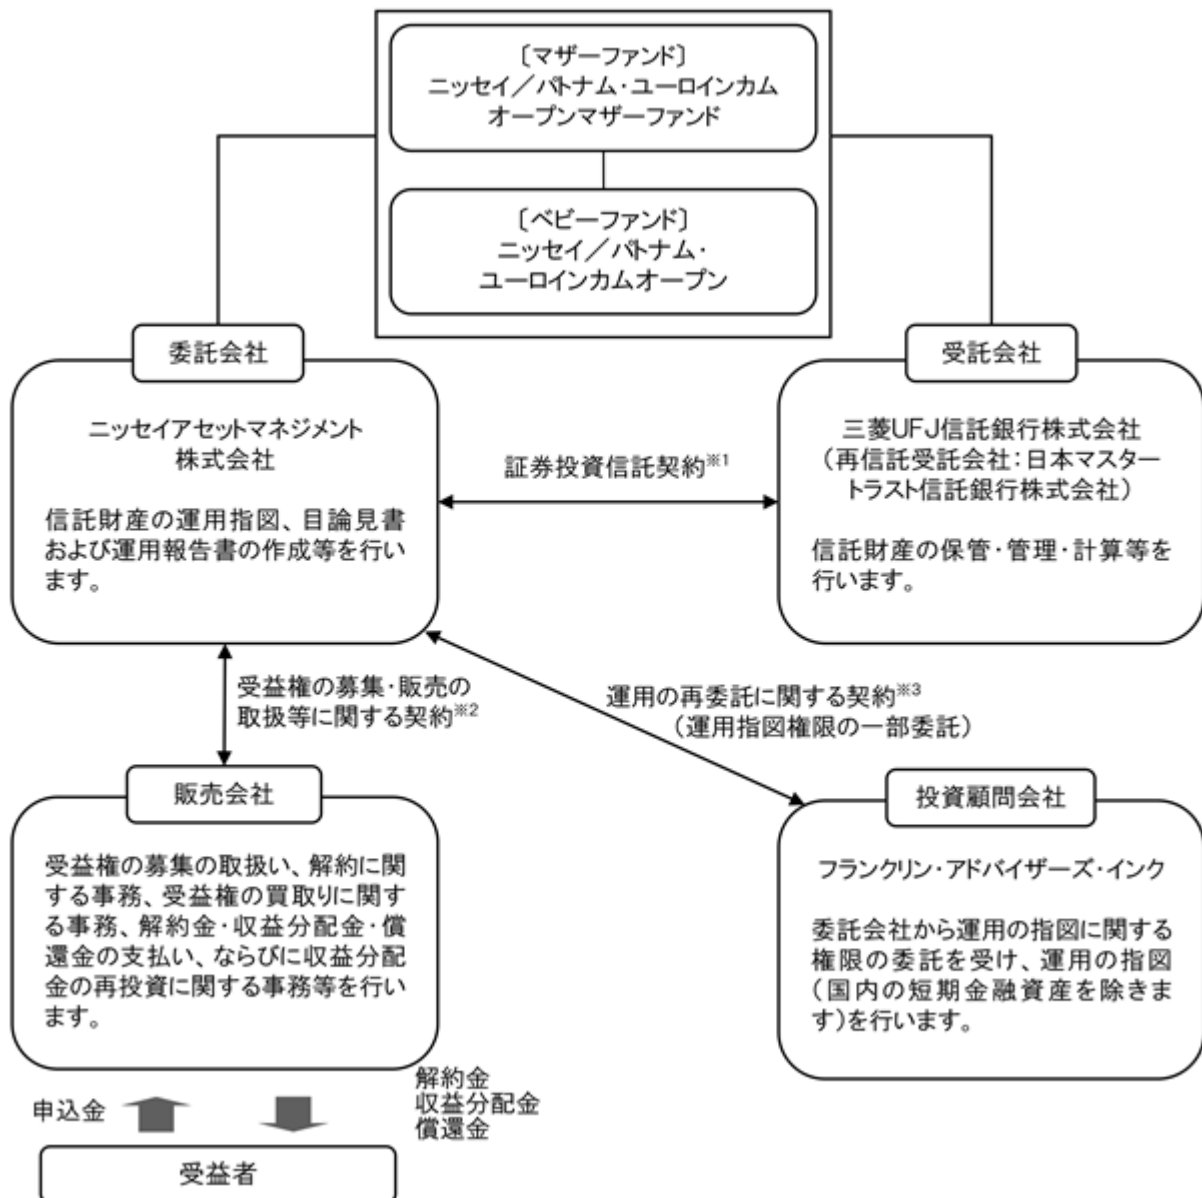 〔マザーファンド〕
ニッセイ／パトナム・ユーロインカム
オープンマザーファンド
〔ベビーファンド〕
ニッセイ／パトナム・
ユーロインカムオープン
委託会社
ニッセイアセットマネジメント
株式会社
信託財産の運用指図、目論見書
および運用報告書の作成等を行い
ます。
証券投資信託契約※1
受託会社
三菱UFJ信託銀行株式会社
（再信託受託会社：日本マスター
トラスト信託銀行株式会社）
信託財産の保管・管理・計算等を
行います。
受益権の募集・販売の
取扱等に関する契約※2
運用の再委託に関する契約※3
（運用指図権限の一部委託）
販売会社
受益権の募集の取扱い、解約に関
する事務、受益権の買取りに関す
る事務、解約金・収益分配金・償
還金の支払い、ならびに収益分配
金の再投資に関する事務等を行い
ます。
投資顧問会社
フランクリン・アドバイザーズ・インク
委託会社から運用の指図に関する
権限の委託を受け、運用の指図
（国内の短期金融資産を除きま
す）を行います。
申込金
解約金
収益分配金
償還金
受益者